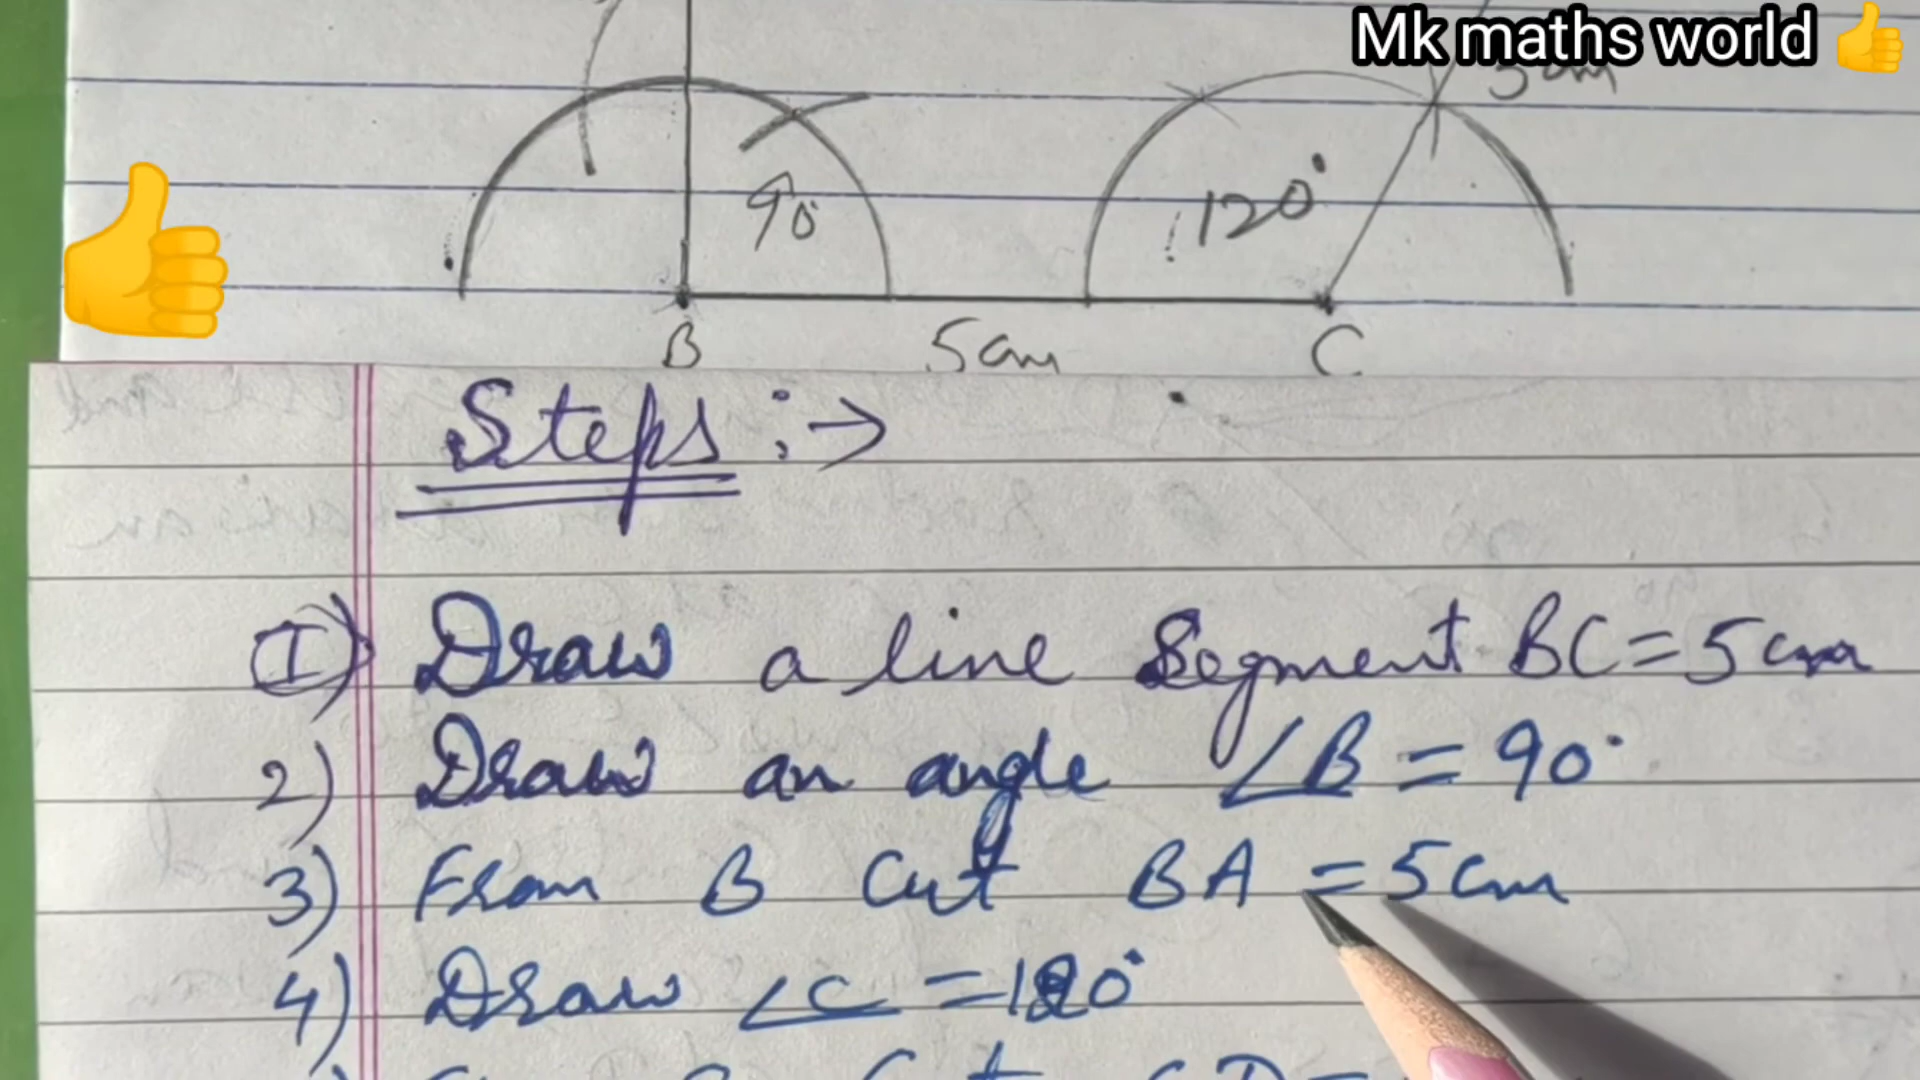 Mk maths world
5cm
90°
120°
B
5cm
C
Steps :→
1) Draw a line Segment BC = 5cm
2) Draw an angle ∠B = 90°
3) From B Cut BA = 5cm
4) Draw ∠C = 120°